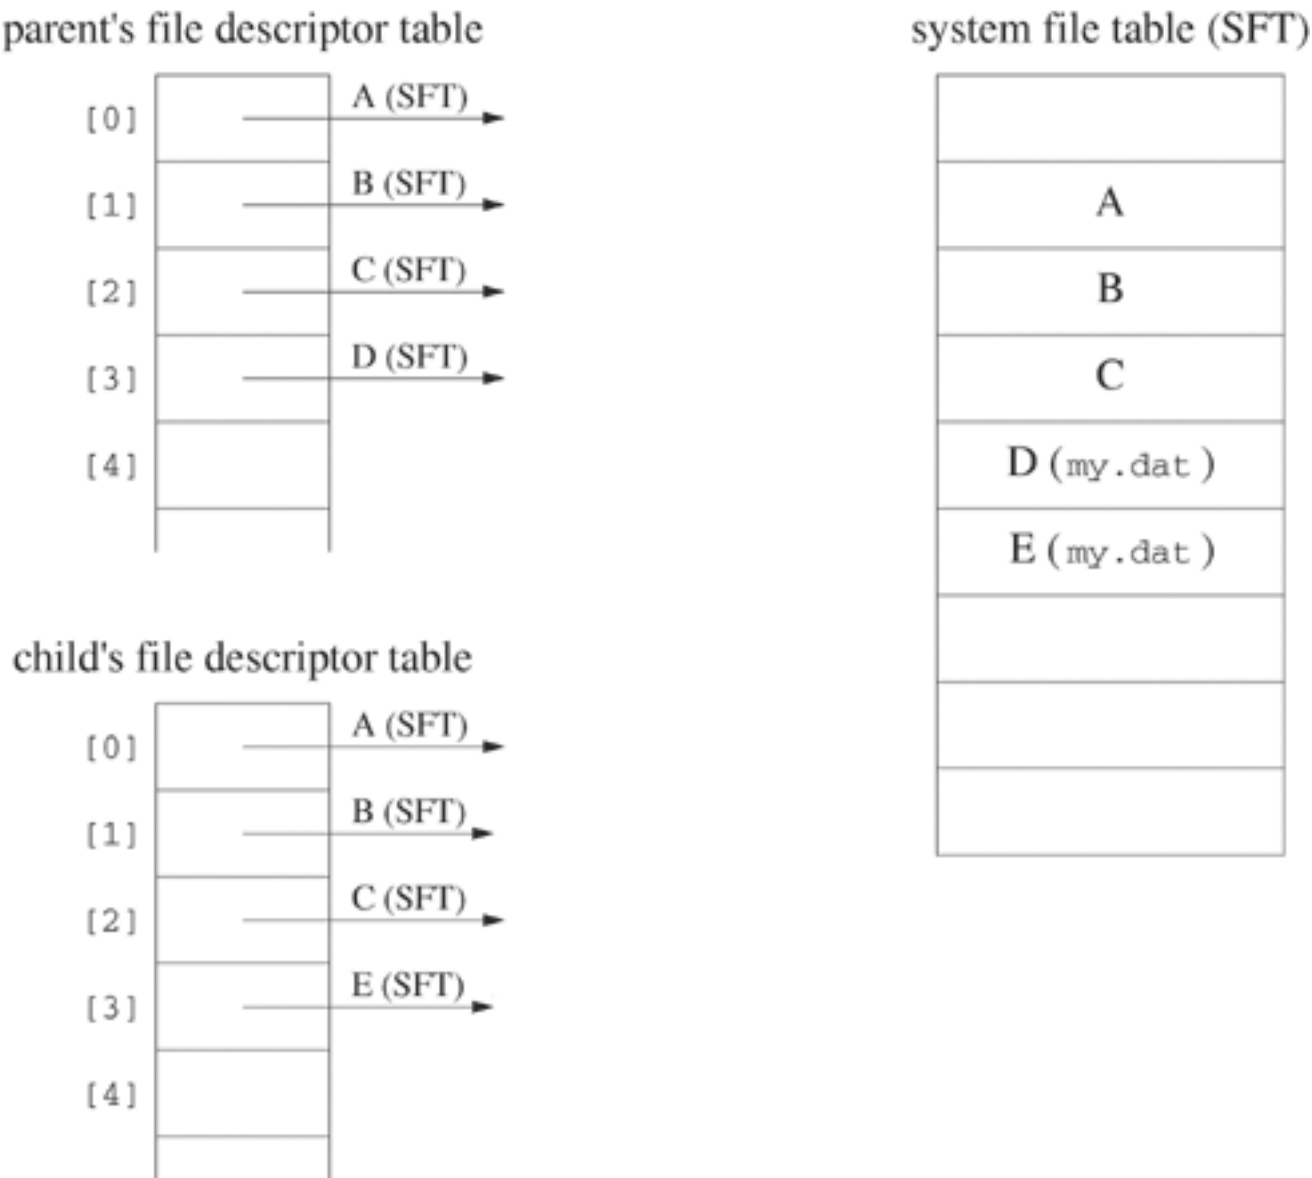 parent's file descriptor table
[0] A (SFT)
[1] B (SFT)
[2] C (SFT)
[3] D (SFT)
[4]
child's file descriptor table
[0] A (SFT)
[1] B (SFT)
[2] C (SFT)
[3] E (SFT)
[4]
system file table (SFT)
A
B
C
D (my.dat )
E (my.dat )